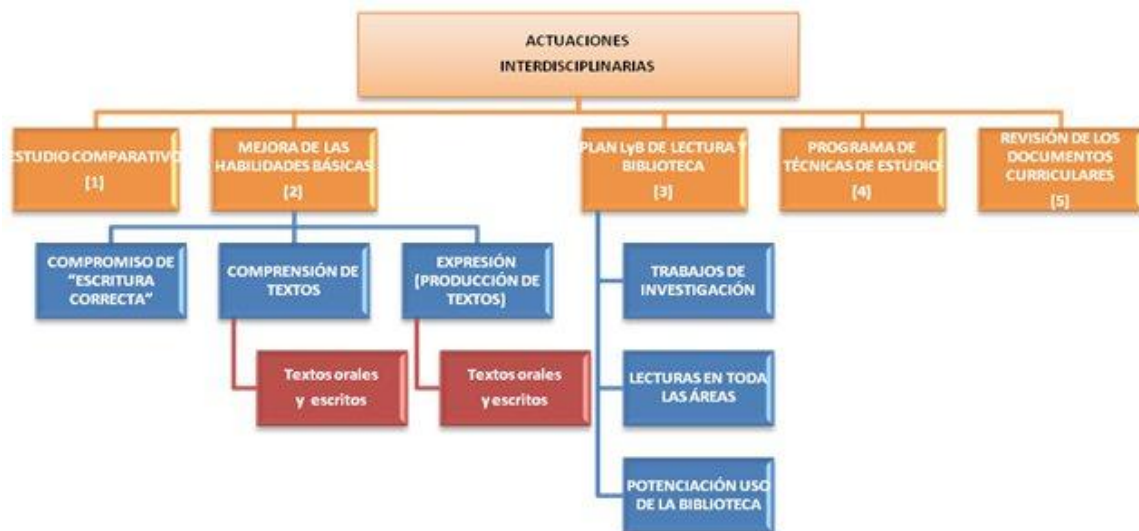 ACTUACIONES
INTERDISCIPLINARIAS
ESTUDIO COMPARATIVO
[1]
MEJORA DE LAS
HABILIDADES BÁSICAS
[2]
PLAN LyB DE LECTURA Y
BIBLIOTECA
[3]
PROGRAMA DE
TÉCNICAS DE ESTUDIO
[4]
REVISIÓN DE LOS
DOCUMENTOS
CURRICULARES
[5]
COMPROMISO DE
"ESCRITURA
CORRECTA"
COMPRENSIÓN DE
TEXTOS
EXPRESIÓN
(PRODUCCIÓN DE
TEXTOS)
TRABAJOS DE
INVESTIGACIÓN
Textos orales
y escritos
Textos orales
y escritos
LECTURAS EN TODA
LAS ÁREAS
POTENCIACIÓN USO
DE LA BIBLIOTECA